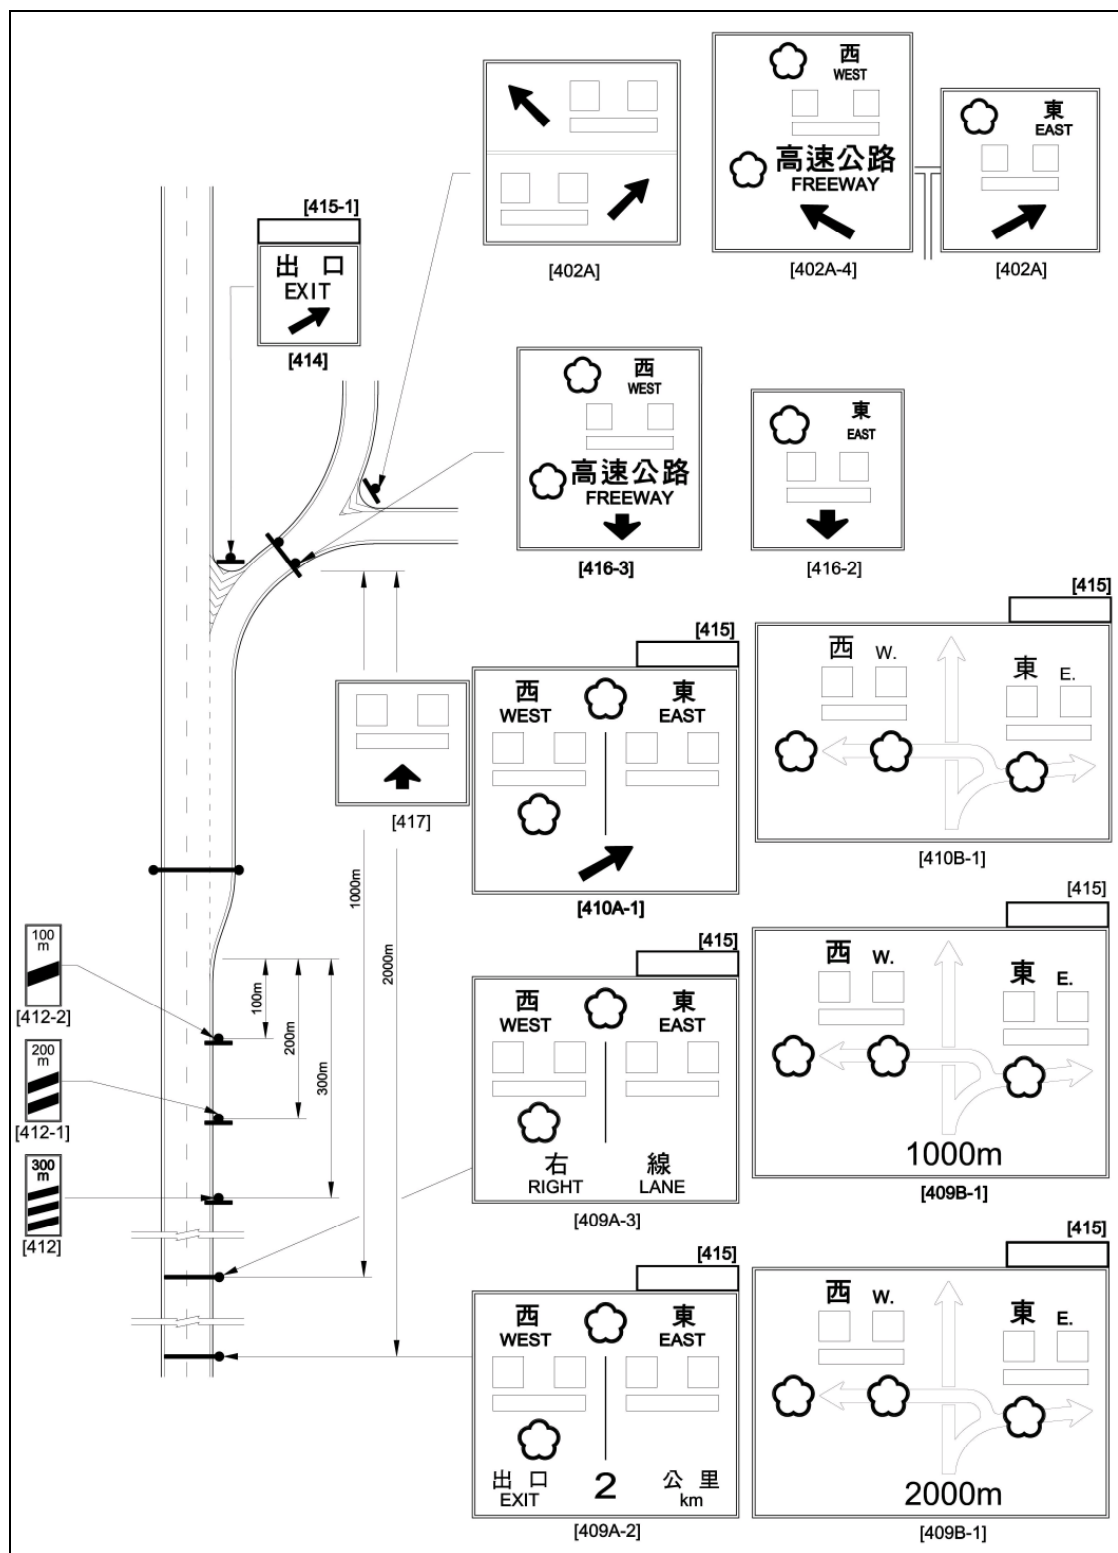 西
WEST
高速公路
FREEWAY
[402A-4]
東
EAST
[402A]
[402A]
[415-1]
出 口
EXIT
[414]
西
WEST
高速公路
FREEWAY
[416-3]
東
EAST
[416-2]
[417]
[415]
西
WEST
東
EAST
[410A-1]
[415]
西 W.
東 E.
[410B-1]
1000m
2000m
100m
200m
300m
100
m
[412-2]
200
m
[412-1]
300
m
[412]
[415]
西
WEST
東
EAST
右 線
RIGHT LANE
[409A-3]
[415]
西 W.
東 E.
1000m
[409B-1]
[415]
西
WEST
東
EAST
出 口 2 公 里
EXIT km
[409A-2]
[415]
西 W.
東 E.
2000m
[409B-1]